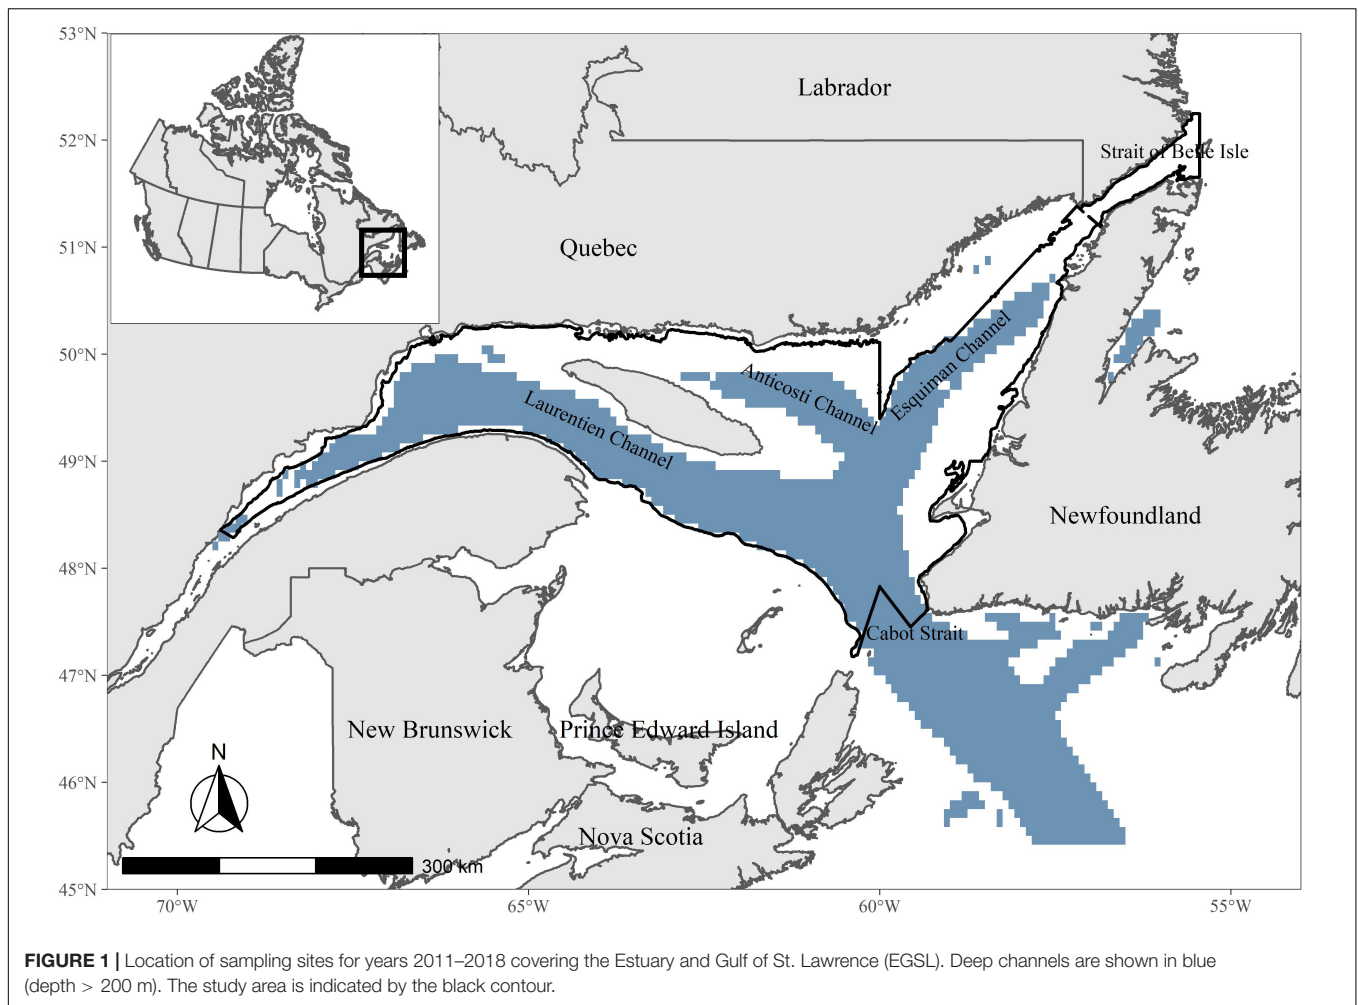 53°N
52°N
51°N
50°N
49°N
48°N
47°N
46°N
45°N
70°W
65°W
60°W
55°W
Labrador
Strait of Belle Isle
Quebec
Esquiman Channel
Anticosti Channel
Laurentien Channel
Newfoundland
Cabot Strait
New Brunswick
Prince Edward Island
Nova Scotia
N
300 km
FIGURE 1 | Location of sampling sites for years 2011–2018 covering the Estuary and Gulf of St. Lawrence (EGSL). Deep channels are shown in blue
(depth > 200 m). The study area is indicated by the black contour.